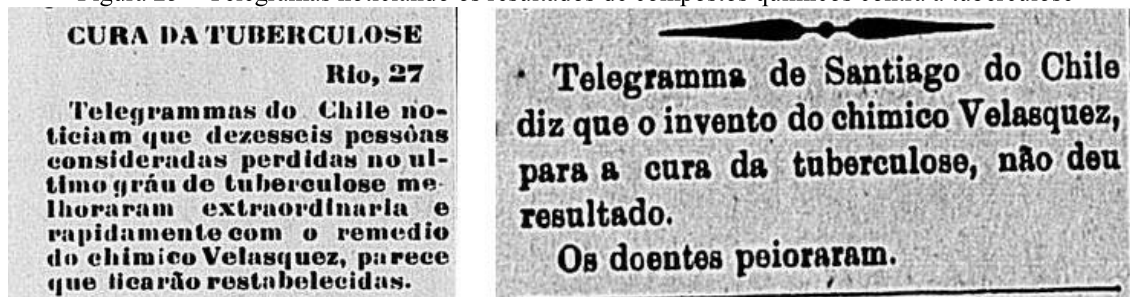 CURA DA TUBERCULOSE
Rio, 27
Telegrammas do Chile no-
ticiam que dezesseis pessôas
consideradas perdidas no ul-
timo gráu de tuberculose me-
lhoraram extraordinaria e
rapidamente com o remedio
do chimico Velasquez, parece
que ficarão restabelecidas.
Telegramma de Santiago do Chile
diz que o invento do chimico Velasquez,
para a cura da tuberculose, não deu
resultado.
Os doentes peioraram.